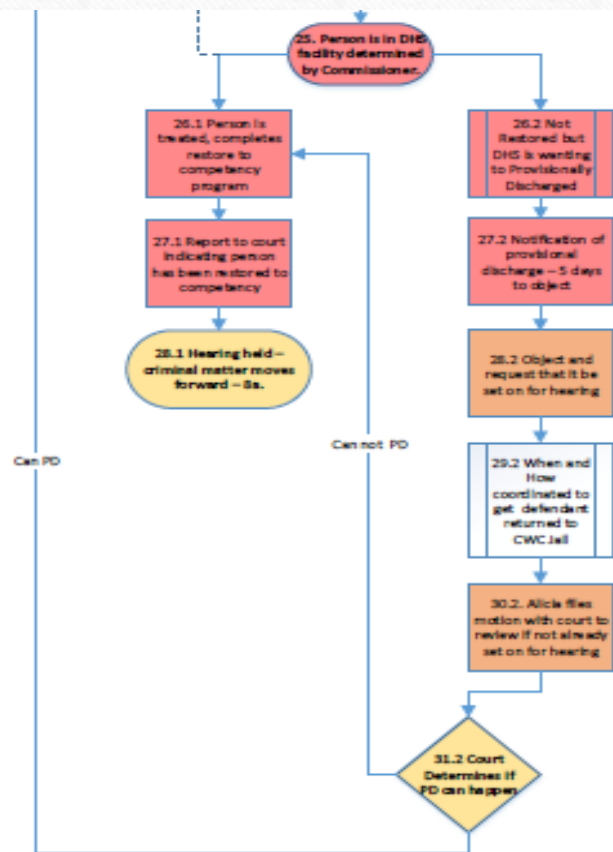 25. Person is in DHS
facility determined
by Commissioner.
26.1 Person is
treated, completes
restore to
competency
program
26.2 Not
Restored but
DHS is wanting
to Provisionally
Discharged
27.1 Report to court
indicating person
has been restored to
competency
27.2 Notification of
provisional
discharge – 5 days
to object
28.1 Hearing held –
criminal matter moves
forward – 8a.
28.2 Object and
request that it be
set on for hearing
Can PD
Can not PD
29.2 When and
How
coordinated to
get defendant
returned to
CWC Jail
30.2. Alicia files
motion with court to
review if not already
set on for hearing
31.2 Court
Determines if
PD can happen